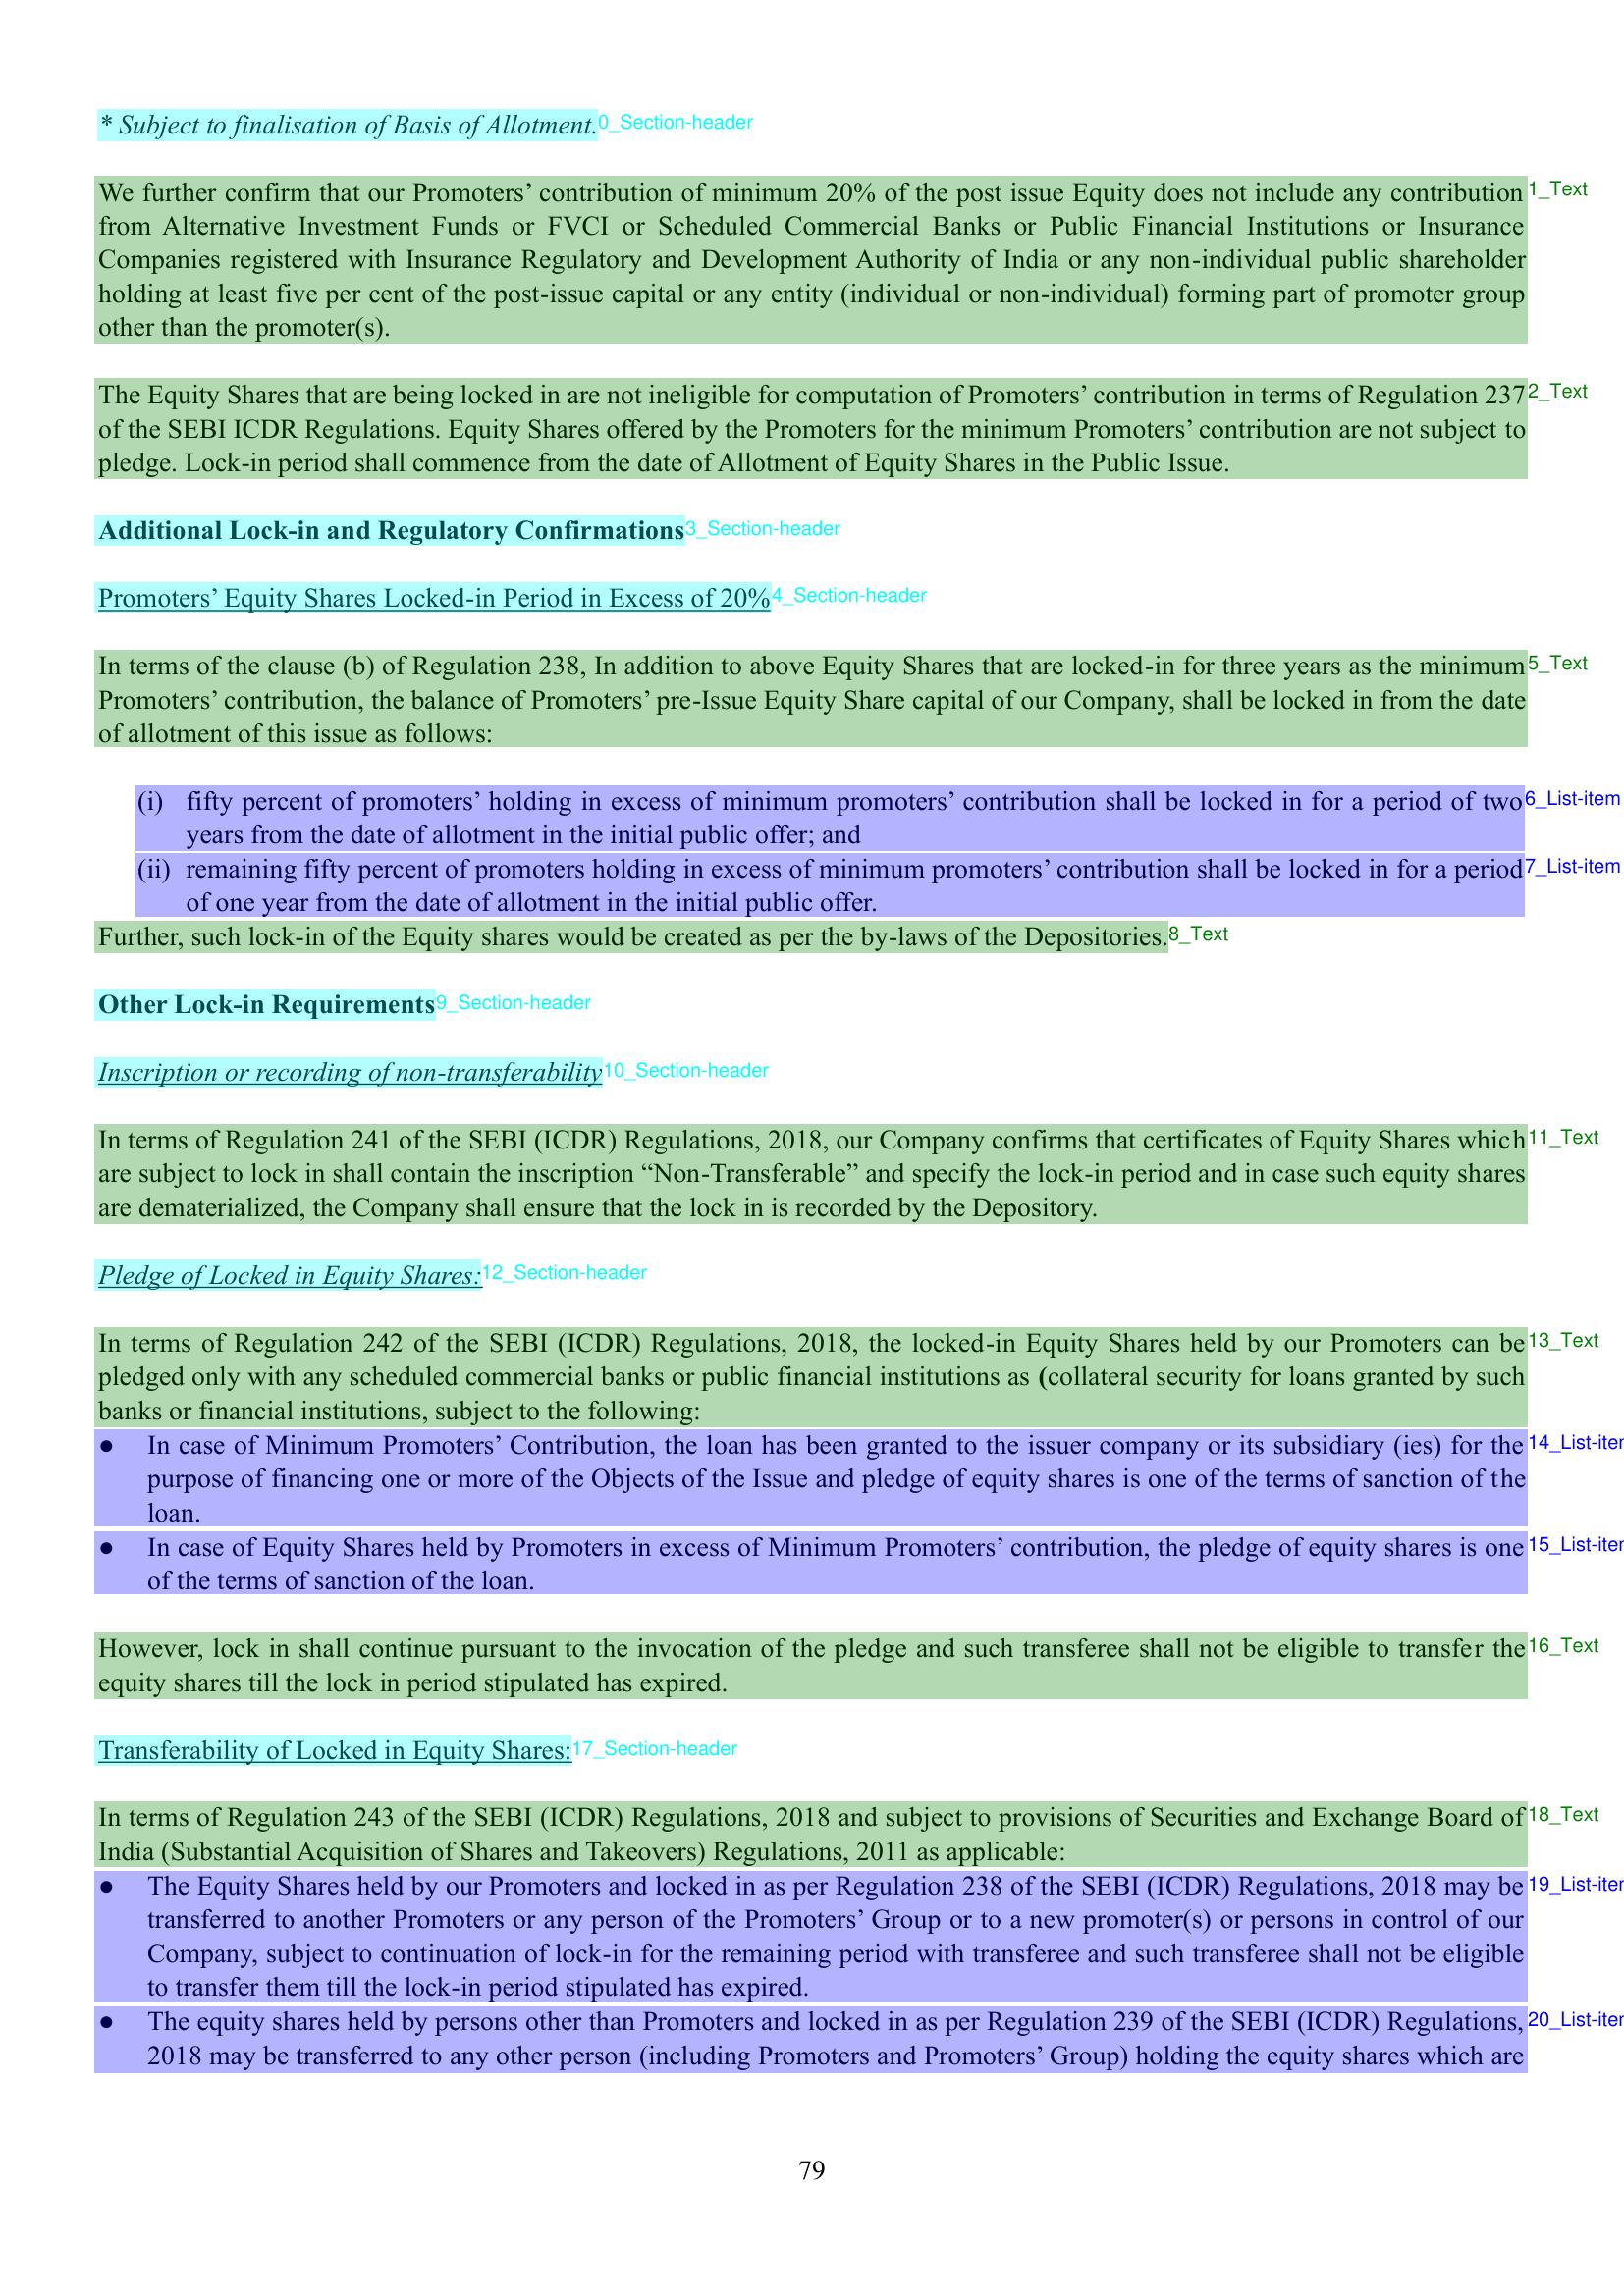 * Subject to finalisation of Basis of Allotment.0_Section-header
We further confirm that our Promoters’ contribution of minimum 20% of the post issue Equity does not include any contribution 1_Text
from Alternative Investment Funds or FVCI or Scheduled Commercial Banks or Public Financial Institutions or Insurance
Companies registered with Insurance Regulatory and Development Authority of India or any non-individual public shareholder
holding at least five per cent of the post-issue capital or any entity (individual or non-individual) forming part of promoter group
other than the promoter(s).
The Equity Shares that are being locked in are not ineligible for computation of Promoters’ contribution in terms of Regulation 237 2_Text
of the SEBI ICDR Regulations. Equity Shares offered by the Promoters for the minimum Promoters’ contribution are not subject to
pledge. Lock-in period shall commence from the date of Allotment of Equity Shares in the Public Issue.
Additional Lock-in and Regulatory Confirmations 3_Section-header
Promoters’ Equity Shares Locked-in Period in Excess of 20% 4_Section-header
In terms of the clause (b) of Regulation 238, In addition to above Equity Shares that are locked-in for three years as the minimum 5_Text
Promoters’ contribution, the balance of Promoters’ pre-Issue Equity Share capital of our Company, shall be locked in from the date
of allotment of this issue as follows:
(i) fifty percent of promoters’ holding in excess of minimum promoters’ contribution shall be locked in for a period of two 6_List-item
years from the date of allotment in the initial public offer; and
(ii) remaining fifty percent of promoters holding in excess of minimum promoters’ contribution shall be locked in for a period 7_List-item
of one year from the date of allotment in the initial public offer.
Further, such lock-in of the Equity shares would be created as per the by-laws of the Depositories. 8_Text
Other Lock-in Requirements 9_Section-header
Inscription or recording of non-transferability 10_Section-header
In terms of Regulation 241 of the SEBI (ICDR) Regulations, 2018, our Company confirms that certificates of Equity Shares which 11_Text
are subject to lock in shall contain the inscription “Non-Transferable” and specify the lock-in period and in case such equity shares
are dematerialized, the Company shall ensure that the lock in is recorded by the Depository.
Pledge of Locked in Equity Shares: 12_Section-header
In terms of Regulation 242 of the SEBI (ICDR) Regulations, 2018, the locked-in Equity Shares held by our Promoters can be 13_Text
pledged only with any scheduled commercial banks or public financial institutions as (collateral security for loans granted by such
banks or financial institutions, subject to the following:
● In case of Minimum Promoters’ Contribution, the loan has been granted to the issuer company or its subsidiary (ies) for the 14_List-item
purpose of financing one or more of the Objects of the Issue and pledge of equity shares is one of the terms of sanction of the
loan.
● In case of Equity Shares held by Promoters in excess of Minimum Promoters’ contribution, the pledge of equity shares is one 15_List-item
of the terms of sanction of the loan.
However, lock in shall continue pursuant to the invocation of the pledge and such transferee shall not be eligible to transfer the 16_Text
equity shares till the lock in period stipulated has expired.
Transferability of Locked in Equity Shares: 17_Section-header
In terms of Regulation 243 of the SEBI (ICDR) Regulations, 2018 and subject to provisions of Securities and Exchange Board of 18_Text
India (Substantial Acquisition of Shares and Takeovers) Regulations, 2011 as applicable:
● The Equity Shares held by our Promoters and locked in as per Regulation 238 of the SEBI (ICDR) Regulations, 2018 may be 19_List-item
transferred to another Promoters or any person of the Promoters’ Group or to a new promoter(s) or persons in control of our
Company, subject to continuation of lock-in for the remaining period with transferee and such transferee shall not be eligible
to transfer them till the lock-in period stipulated has expired.
● The equity shares held by persons other than Promoters and locked in as per Regulation 239 of the SEBI (ICDR) Regulations, 20_List-item
2018 may be transferred to any other person (including Promoters and Promoters’ Group) holding the equity shares which are
79